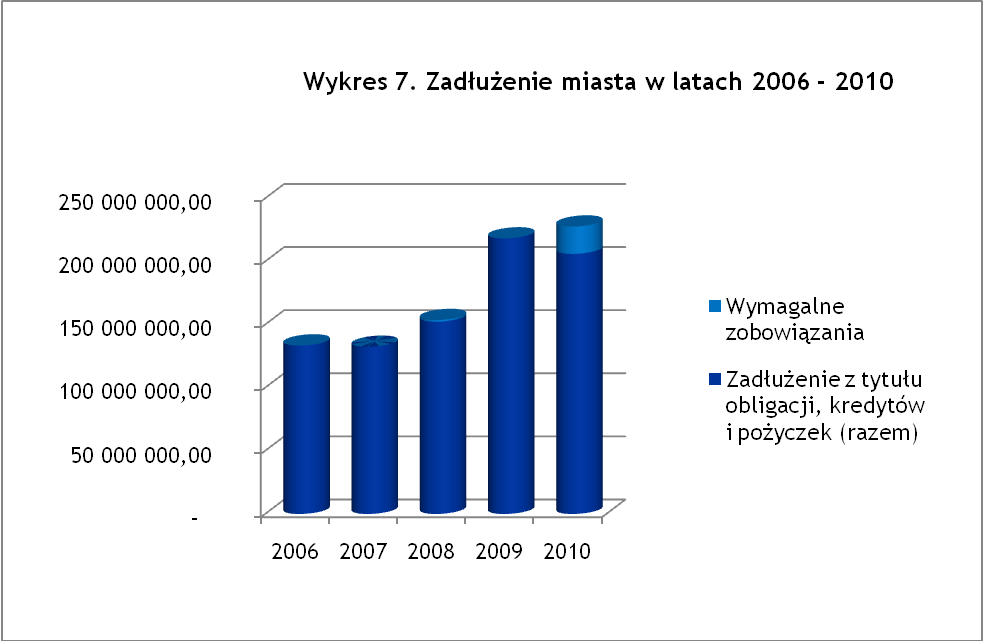 Wykres 7. Zadłużenie miasta w latach 2006 - 2010
250 000 000,00
200 000 000,00
150 000 000,00
100 000 000,00
50 000 000,00
-
2006 2007 2008 2009 2010
Wymagalne
zobowiązania
Zadłużenie z tytułu
obligacji, kredytów
i pożyczek (razem)